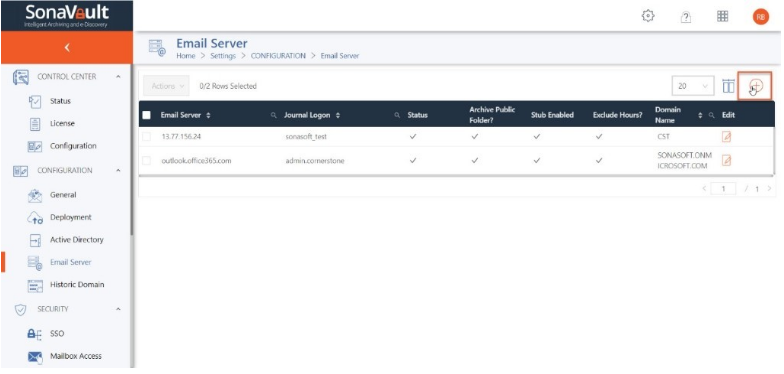 SonaVault
Intelligent Archiving and e-Discovery
RB
Email Server
Home > Settings > CONFIGURATION > Email Server
CONTROL CENTER
Status
License
Configuration
CONFIGURATION
General
Deployment
Active Directory
Email Server
Historic Domain
SECURITY
SSO
Mailbox Access
Actions
0/2 Rows Selected
20
Email Server Journal Logon Status Archive Public Folder? Stub Enabled Exclude Hours? Domain Name Edit
13.77.156.24 sonasoft_test CST
outlook.office365.com admin.cornerstone SONASOFT.ONM
ICROSOFT.COM
< 1 / 1 >